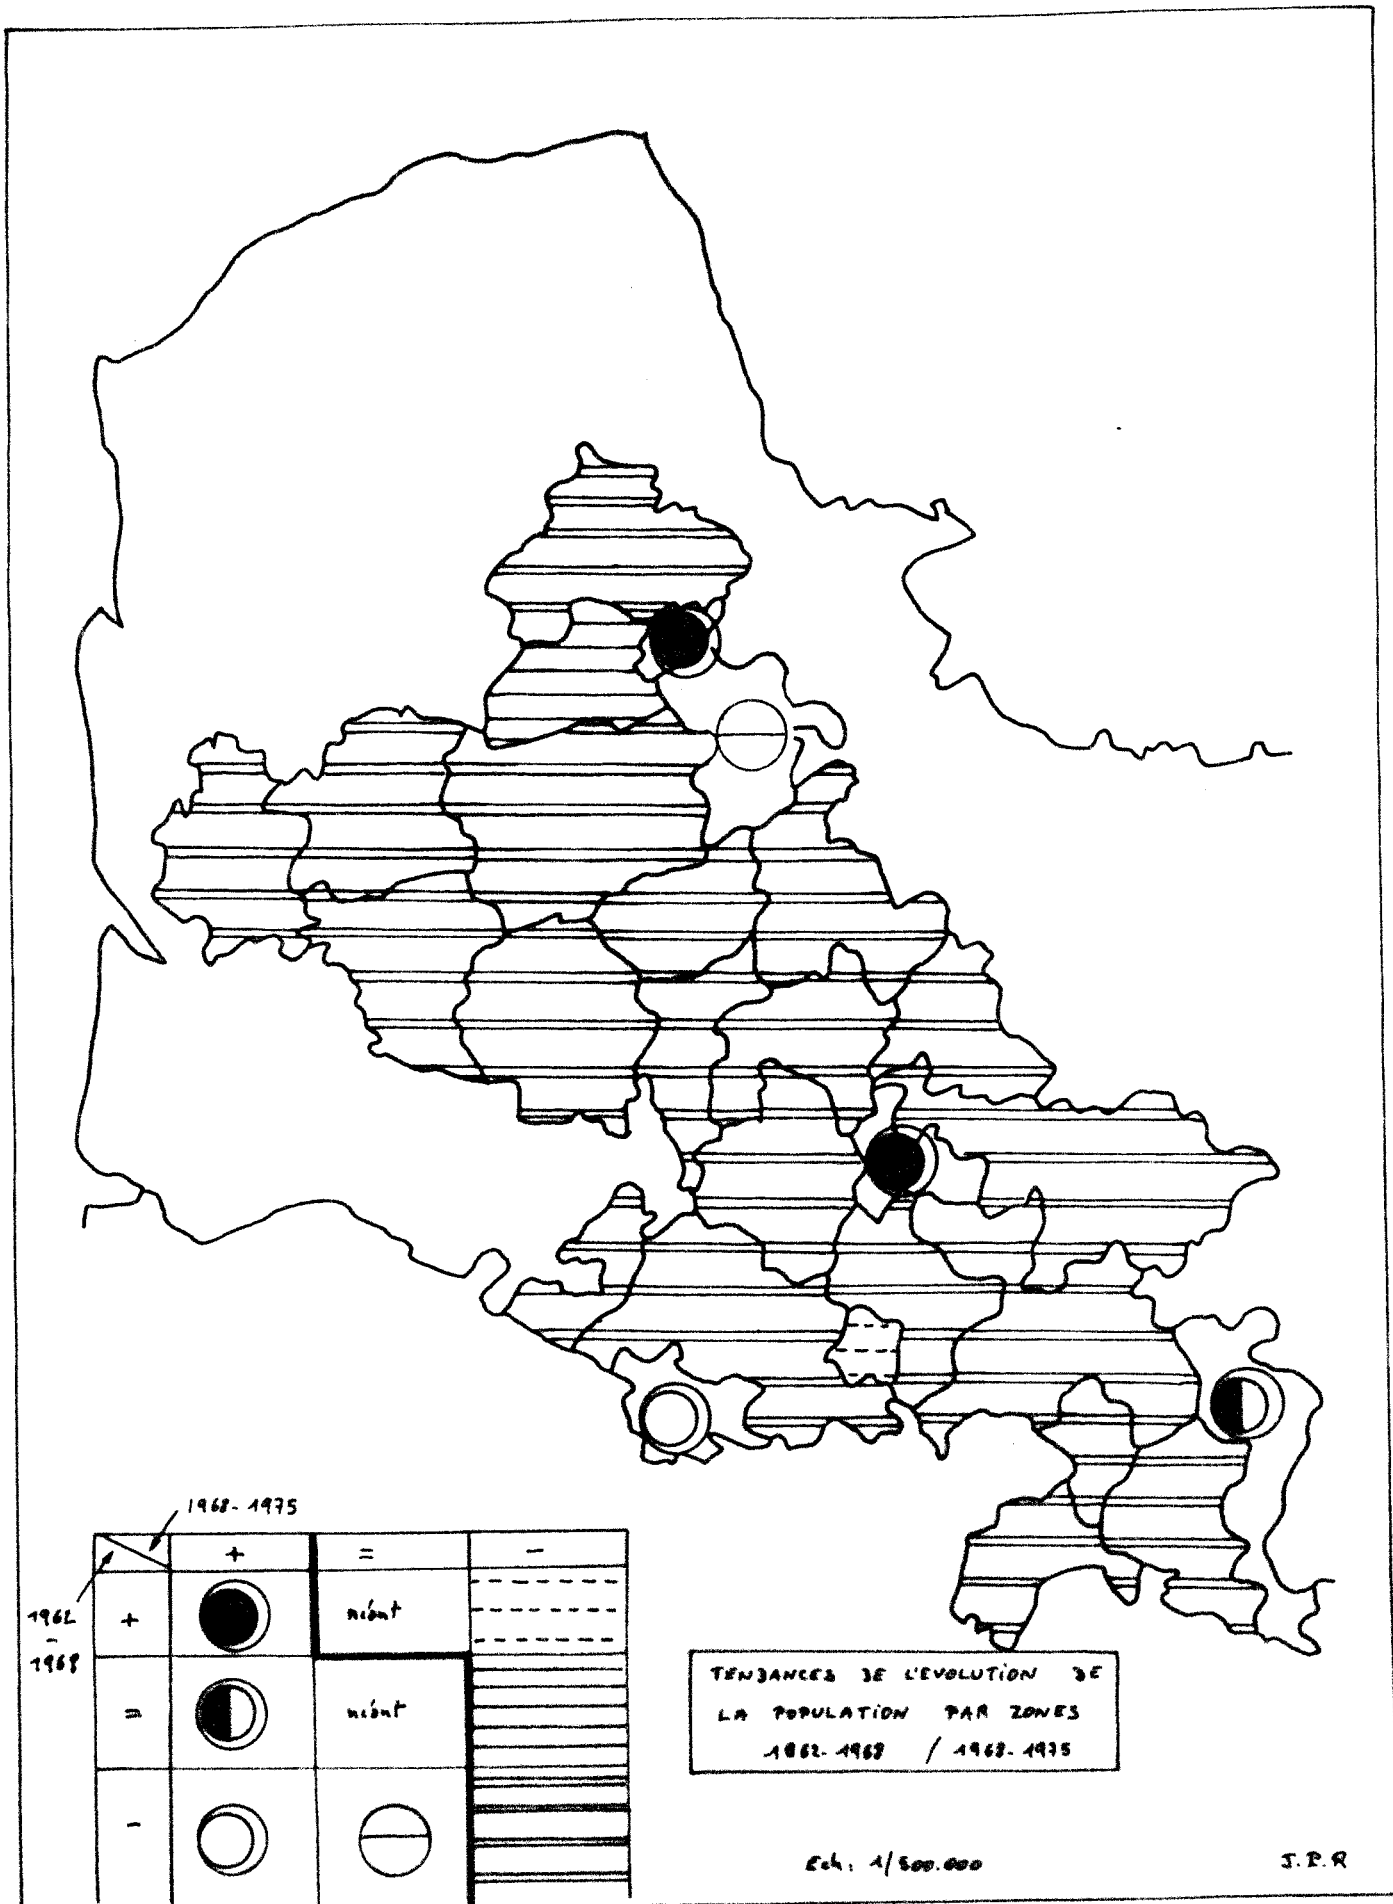 1968-1975
+ = -
1962
-
1968
+ néant
= néant
-
TENDANCES DE L'EVOLUTION DE
LA POPULATION PAR ZONES
1962-1968 / 1968-1975
Ech: 1/500.000
J.P.R